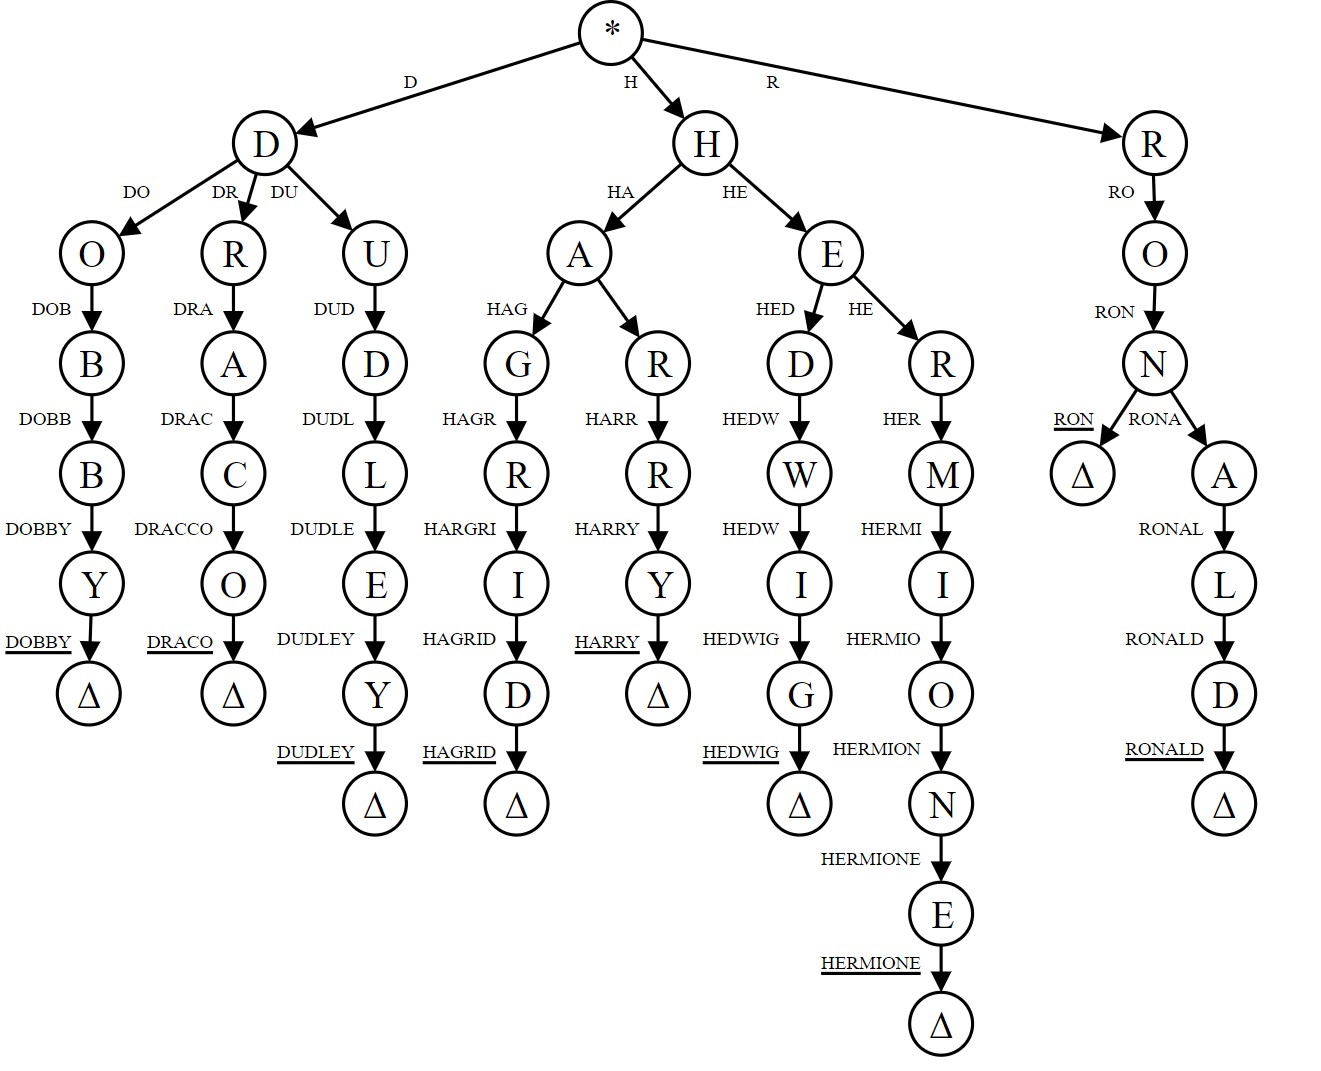 *
D H R
D H R
DO DR DU HA HE RO
O R U A E O
DOB DRA DUD HAG HED HE RON
B A D G R D R N
DOBB DRAC DUDL HAGR HARR HEDW HER RON RONA
B C L R R W M Δ A
DOBBY DRACCO DUDLE HARGRI HARRY HEDW HERMI RONAL
Y O E I Y I I L
DOBBY DRACO DUDLEY HAGRID HARRY HEDWIG HERMIO RONALD
Δ Δ Y D Δ G O D
DUDLEY HAGRID HEDWIG HERMION RONALD
Δ Δ Δ N Δ
HERMIONE
E
HERMIONE
Δ